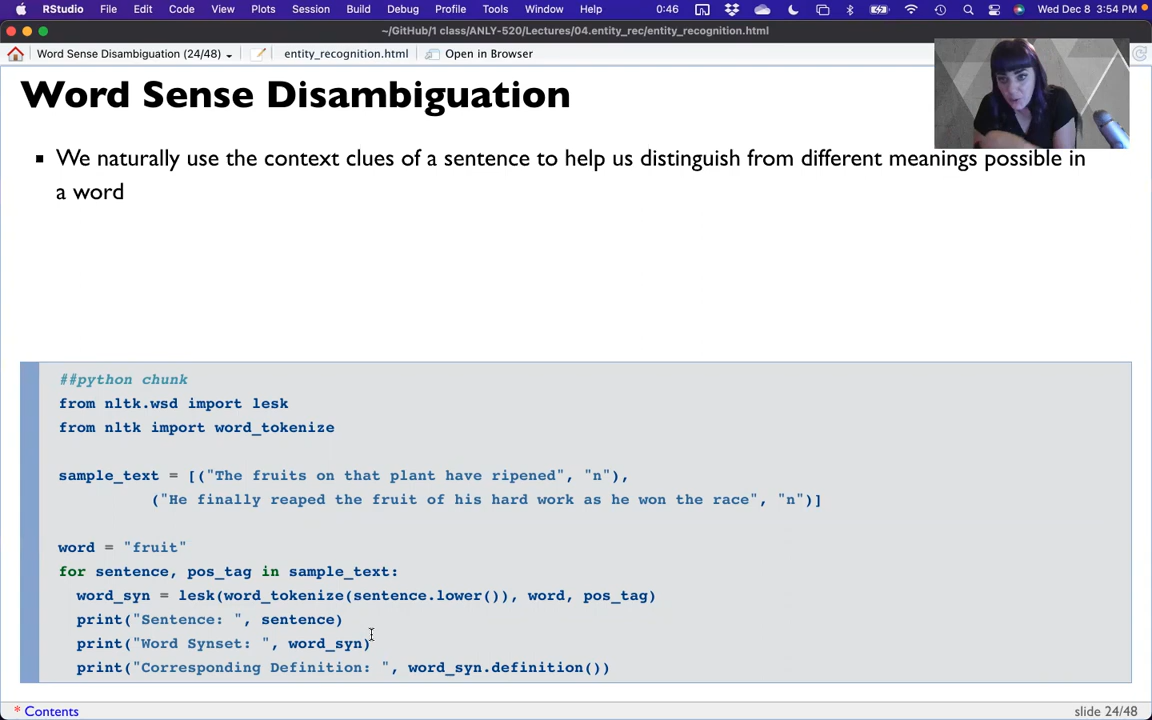 RStudio File Edit Code View Plots Session Build Debug Profile Tools Window Help 0:46 Wed Dec 8 3:54 PM
~/GitHub/1 class/ANLY-520/Lectures/04.entity_rec/entity_recognition.html
Word Sense Disambiguation (24/48) entity_recognition.html Open in Browser
Word Sense Disambiguation
▪ We naturally use the context clues of a sentence to help us distinguish from different meanings possible in
a word
##python chunk
from nltk.wsd import lesk
from nltk import word_tokenize
sample_text = [("The fruits on that plant have ripened", "n"),
("He finally reaped the fruit of his hard work as he won the race", "n")]
word = "fruit"
for sentence, pos_tag in sample_text:
word_syn = lesk(word_tokenize(sentence.lower()), word, pos_tag)
print("Sentence: ", sentence)
print("Word Synset: ", word_syn)
print("Corresponding Definition: ", word_syn.definition())
* Contents slide 24/48